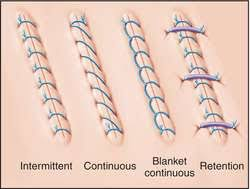 Intermittent
Continuous
Blanket
continuous
Retention